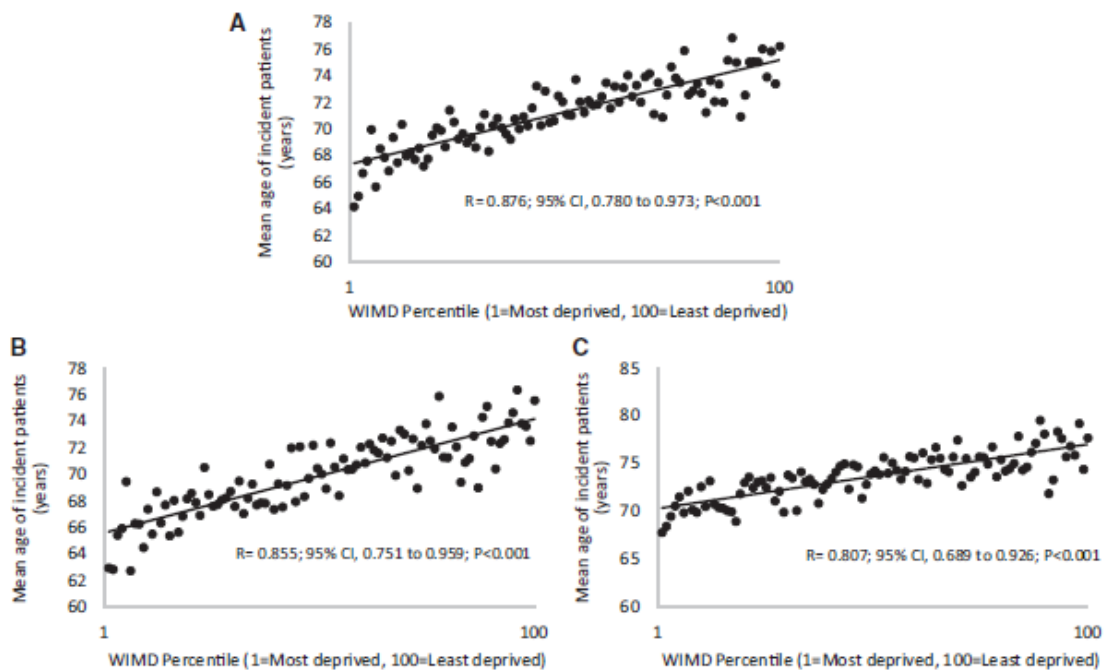 A
Mean age of incident patients
(years)
78
76
74
72
70
68
66
64
62
60
R= 0.876; 95% CI, 0.780 to 0.973; P<0.001
1
100
WIMD Percentile (1=Most deprived, 100=Least deprived)
B
Mean age of incident patients
(years)
78
76
74
72
70
68
66
64
62
60
R= 0.855; 95% CI, 0.751 to 0.959; P<0.001
1
100
WIMD Percentile (1=Most deprived, 100=Least deprived)
C
Mean age of incident patients
(years)
85
80
75
70
65
60
R= 0.807; 95% CI, 0.689 to 0.926; P<0.001
1
100
WIMD Percentile (1=Most deprived, 100=Least deprived)